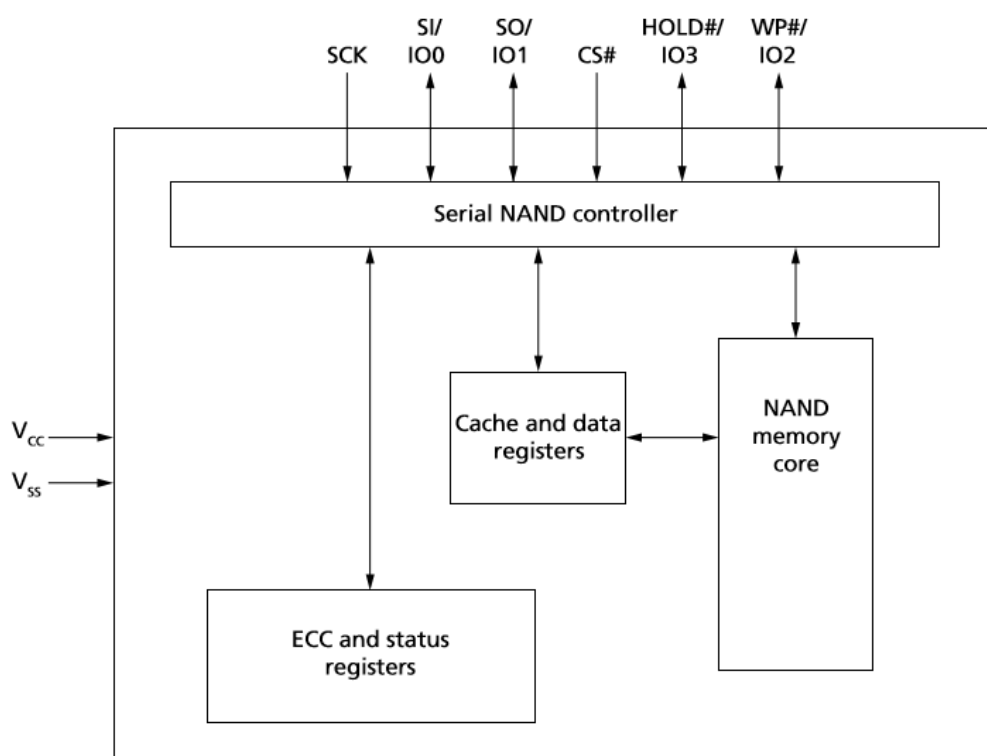 SCK
SI/
IO0
SO/
IO1
CS#
HOLD#/
IO3
WP#/
IO2
Serial NAND controller
Cache and data
registers
NAND
memory
core
Vcc
Vss
ECC and status
registers